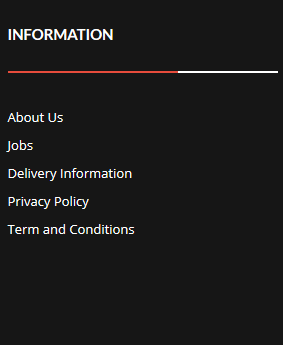 INFORMATION
About Us
Jobs
Delivery Information
Privacy Policy
Term and Conditions